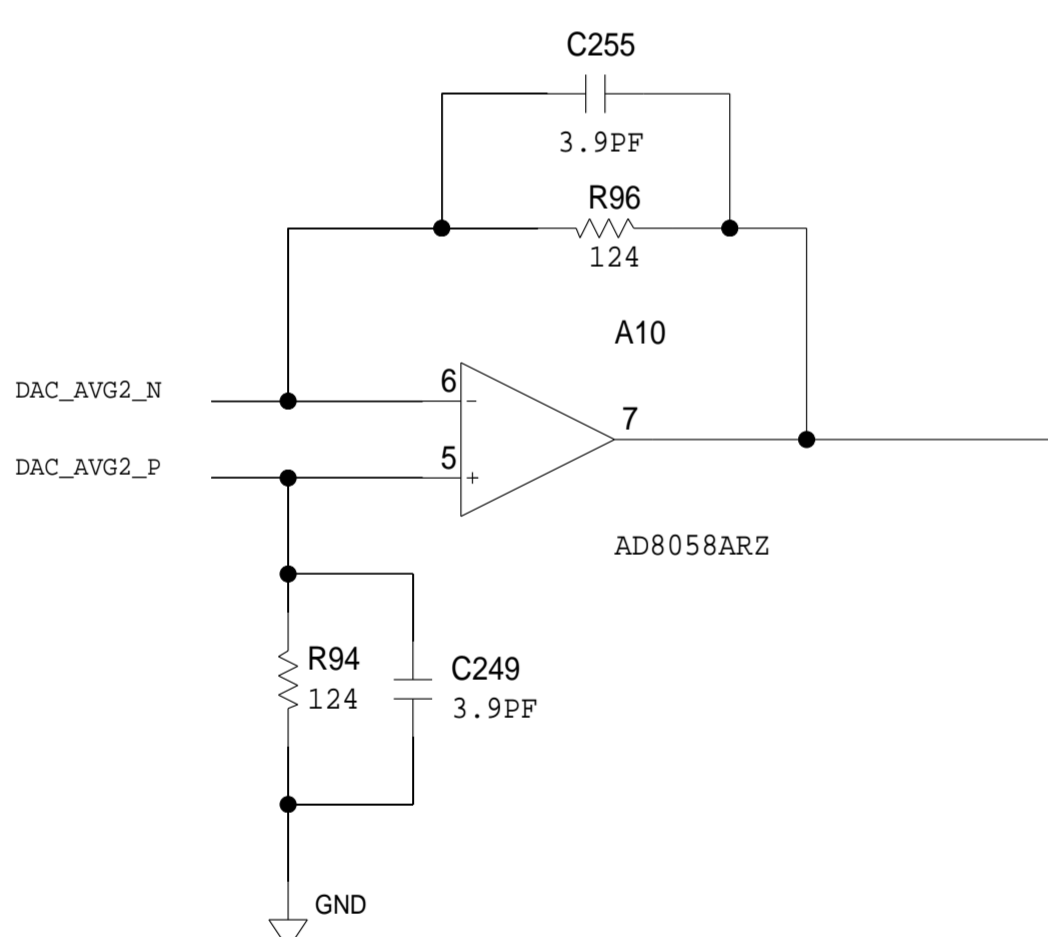 C255
3.9PF
R96
124
A10
DAC_AVG2_N
6
-
7
DAC_AVG2_P
5
+
AD8058ARZ
R94
124
C249
3.9PF
GND